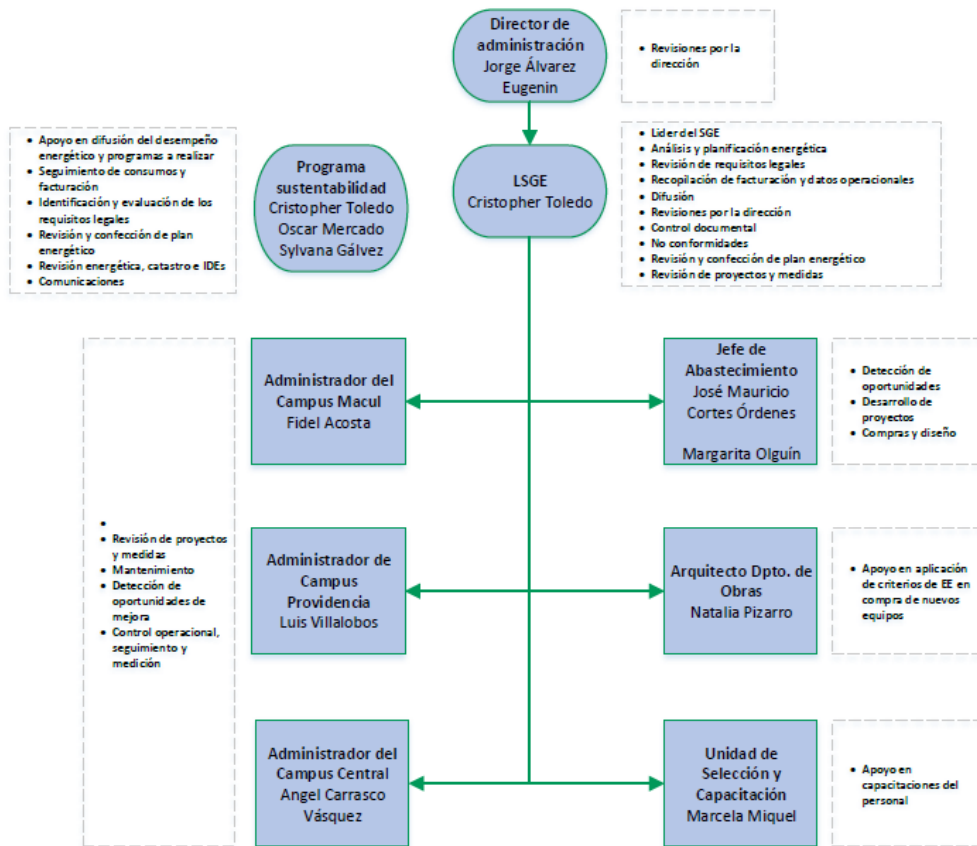 Director de
administración
Jorge Álvarez
Eugenin
• Revisiones por la
dirección
• Apoyo en difusión del desempeño
energético y programas a realizar
• Seguimiento de consumos y
facturación
• Identificación y evaluación de los
requisitos legales
• Revisión y confección de plan
energético
• Revisión energética, catastro e IDEs
• Comunicaciones
Programa
sustentabilidad
Cristopher Toledo
Oscar Mercado
Sylvana Gálvez
LSGE
Cristopher Toledo
• Lider del SGE
• Análisis y planificación energética
• Revisión de requisitos legales
• Recopilación de facturación y datos operacionales
• Difusión
• Revisiones por la dirección
• Control documental
• No conformidades
• Revisión y confección de plan energético
• Revisión de proyectos y medidas
•
• Revisión de proyectos
y medidas
• Mantenimiento
• Detección de
oportunidades de
mejora
• Control operacional,
seguimiento y
medición
Administrador del
Campus Macul
Fidel Acosta
Jefe de
Abastecimiento
José Mauricio
Cortes Órdenes
Margarita Olguín
• Detección de
oportunidades
• Desarrollo de
proyectos
• Compras y diseño
Administrador de
Campus
Providencia
Luis Villalobos
Arquitecto Dpto. de
Obras
Natalia Pizarro
• Apoyo en aplicación
de criterios de EE en
compra de nuevos
equipos
Administrador del
Campus Central
Angel Carrasco
Vásquez
Unidad de
Selección y
Capacitación
Marcela Miquel
• Apoyo en
capacitaciones del
personal